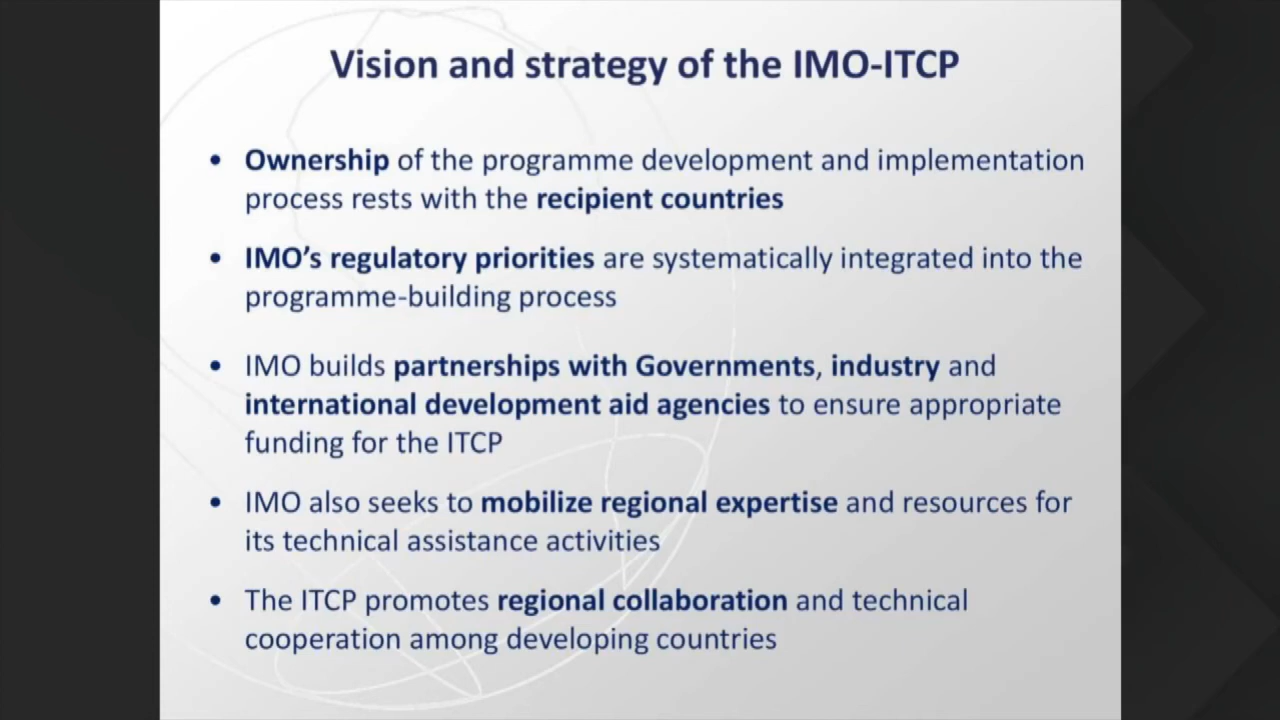 Vision and strategy of the IMO-ITCP
• Ownership of the programme development and implementation
process rests with the recipient countries
• IMO’s regulatory priorities are systematically integrated into the
programme-building process
• IMO builds partnerships with Governments, industry and
international development aid agencies to ensure appropriate
funding for the ITCP
• IMO also seeks to mobilize regional expertise and resources for
its technical assistance activities
• The ITCP promotes regional collaboration and technical
cooperation among developing countries